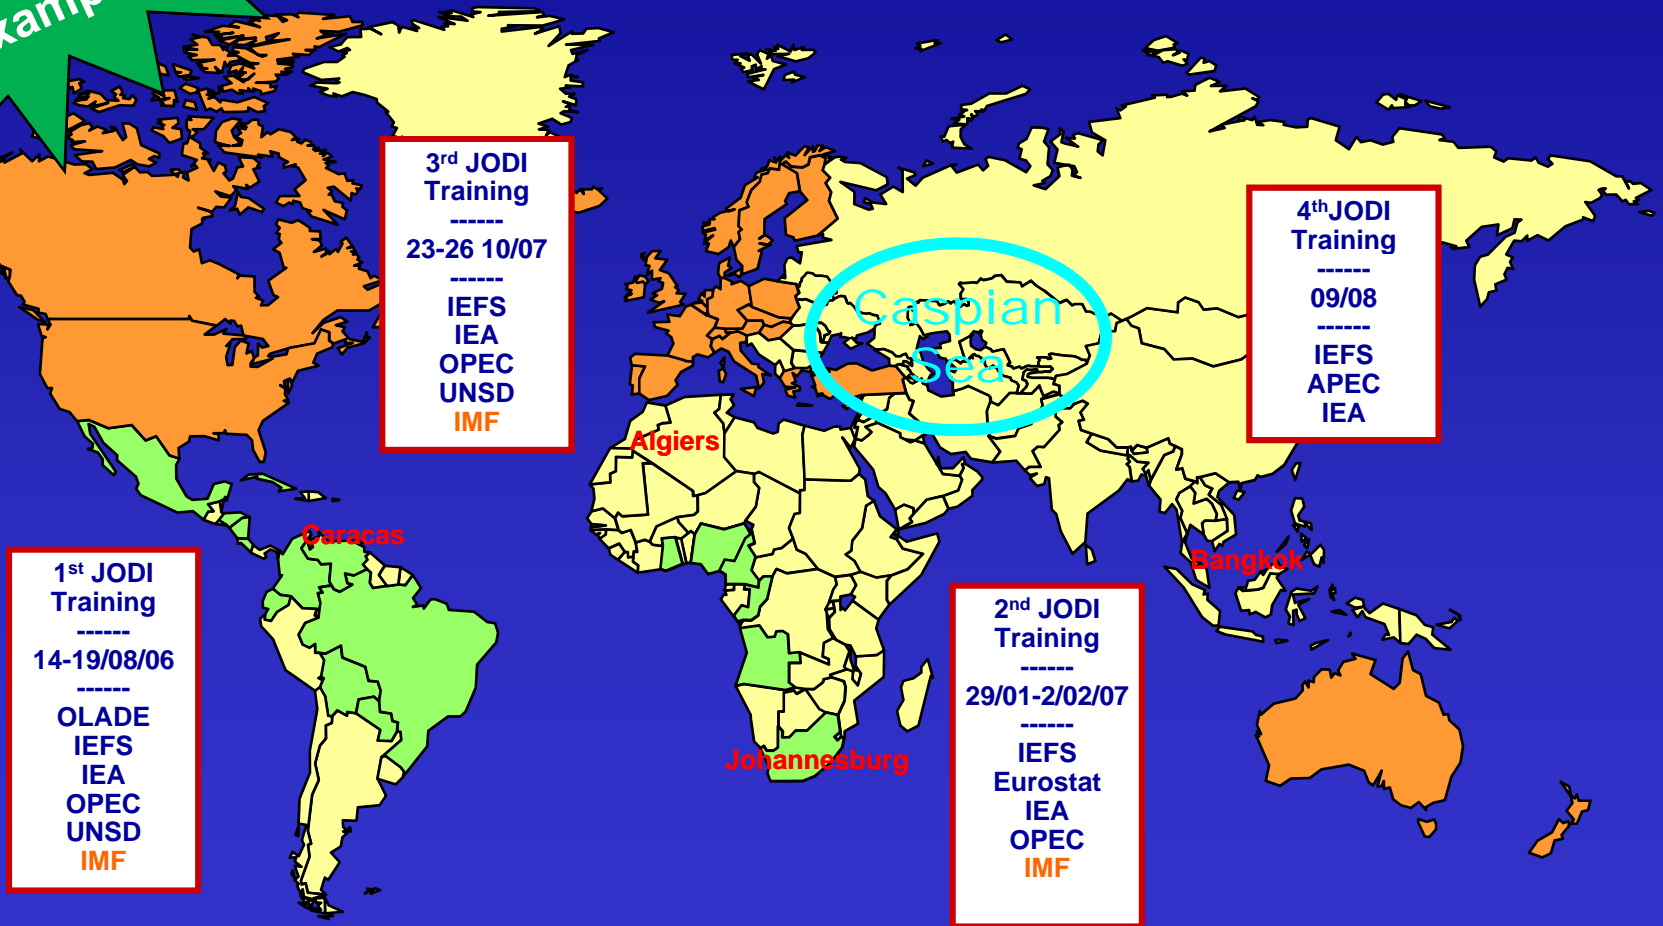 3rd JODI
Training
------
23-26 10/07
------
IEFS
IEA
OPEC
UNSD
IMF
4thJODI
Training
------
09/08
------
IEFS
APEC
IEA
Caspian
Sea
Algiers
Caracas
Bangkok
Johannesburg
1st JODI
Training
------
14-19/08/06
------
OLADE
IEFS
IEA
OPEC
UNSD
IMF
2nd JODI
Training
------
29/01-2/02/07
------
IEFS
Eurostat
IEA
OPEC
IMF